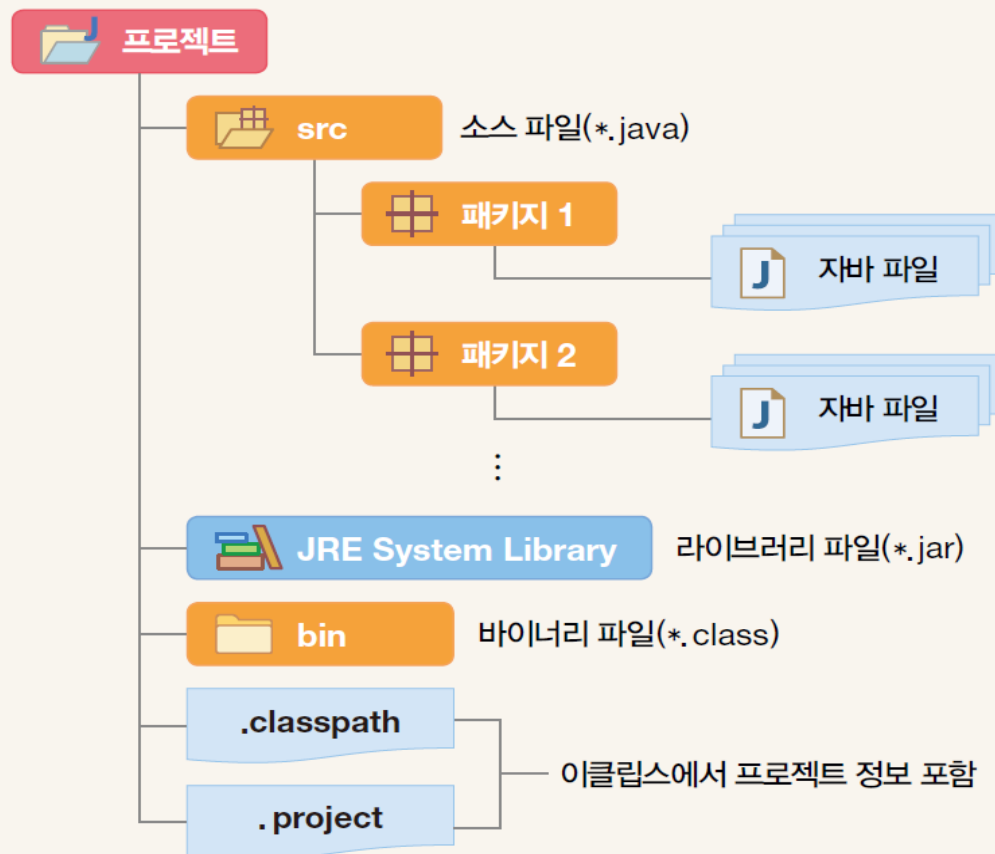 프로젝트
src 소스 파일(*.java)
패키지 1
자바 파일
패키지 2
자바 파일
⋮
JRE System Library 라이브러리 파일(*.jar)
bin 바이너리 파일(*.class)
.classpath
이클립스에서 프로젝트 정보 포함
.project